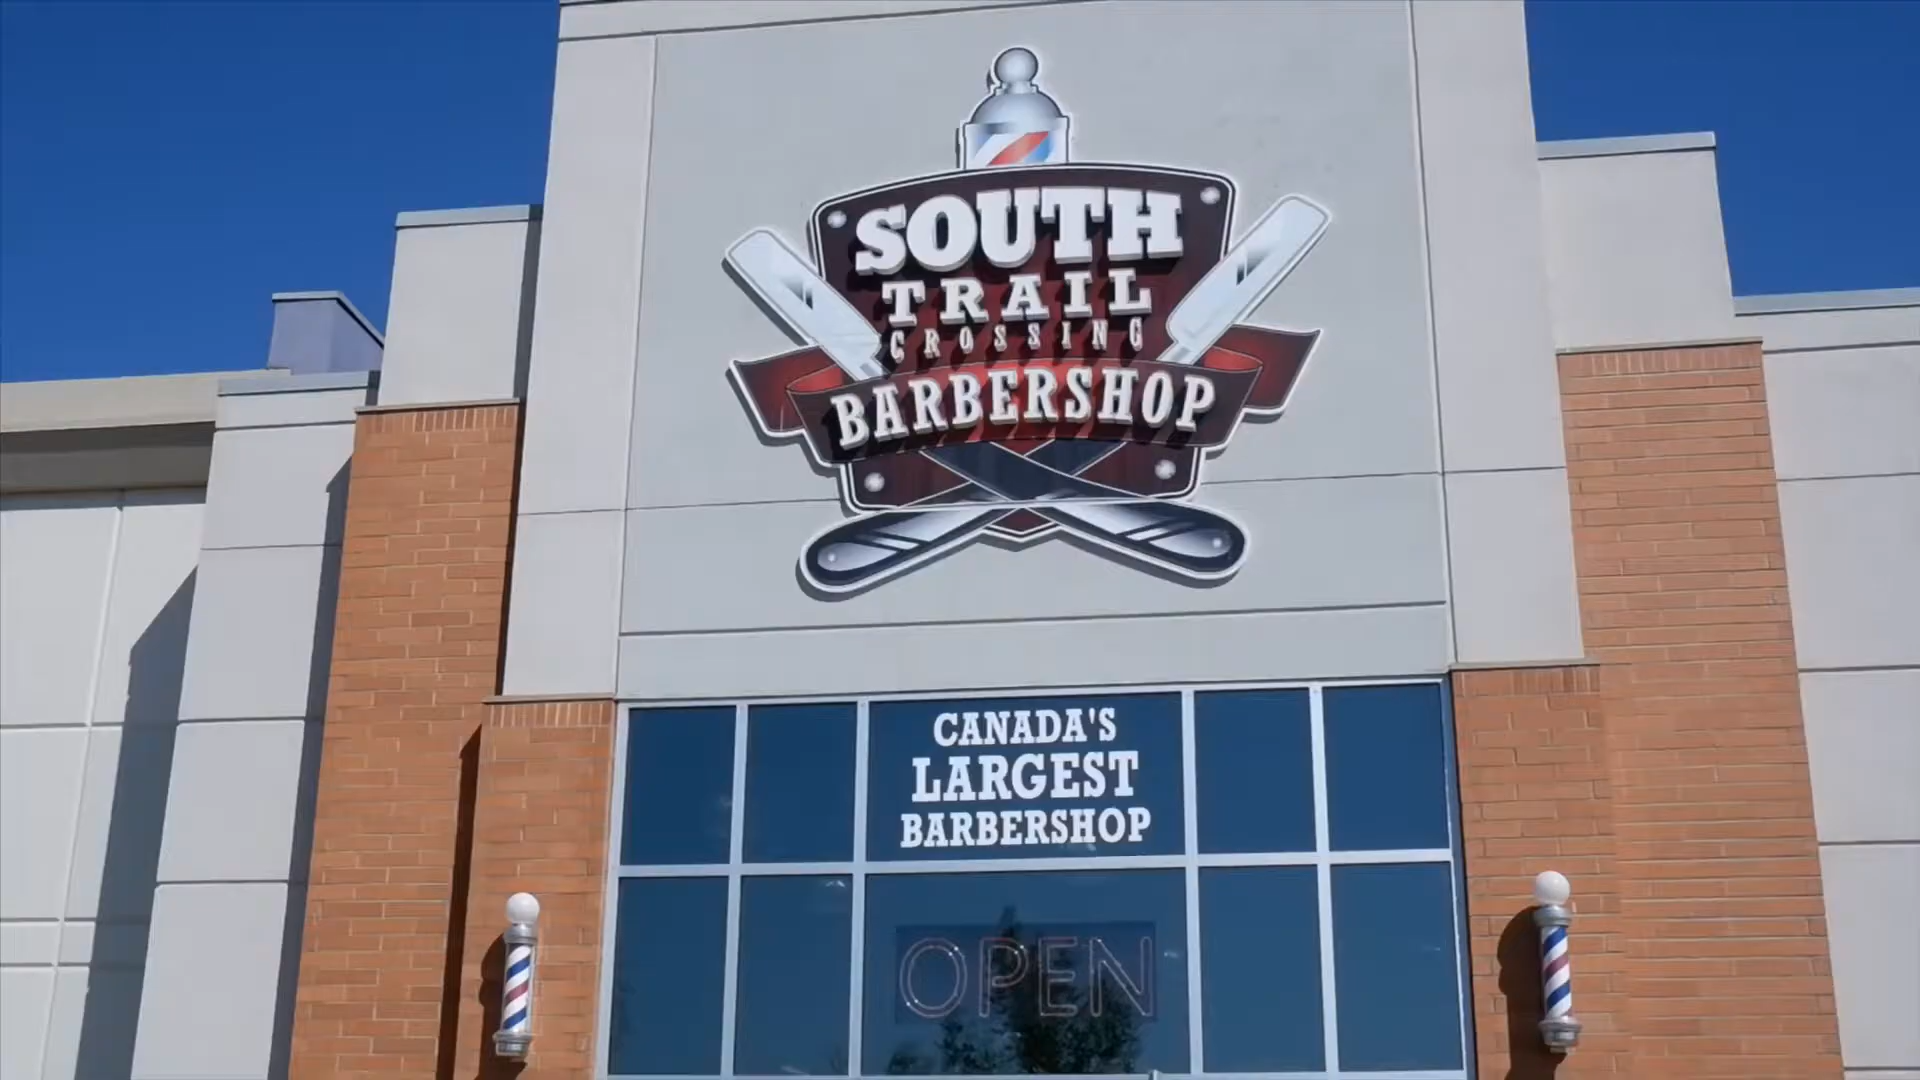 SOUTH
TRAIL
CROSSING
BARBERSHOP
CANADA'S
LARGEST
BARBERSHOP
OPEN